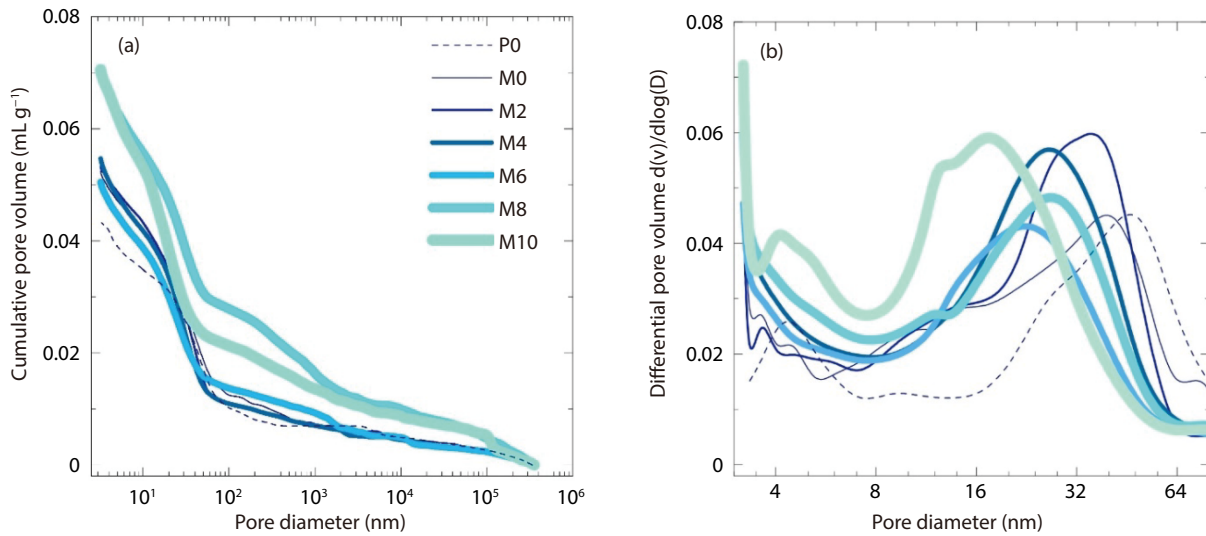 (a)
P0
M0
M2
M4
M6
M8
M10
0.08
0.06
0.04
0.02
0
Cumulative pore volume (mL g⁻¹)
10¹ 10² 10³ 10⁴ 10⁵ 10⁶
Pore diameter (nm)
(b)
0.08
0.06
0.04
0.02
0
Differential pore volume d(v)/dlog(D)
4 8 16 32 64
Pore diameter (nm)